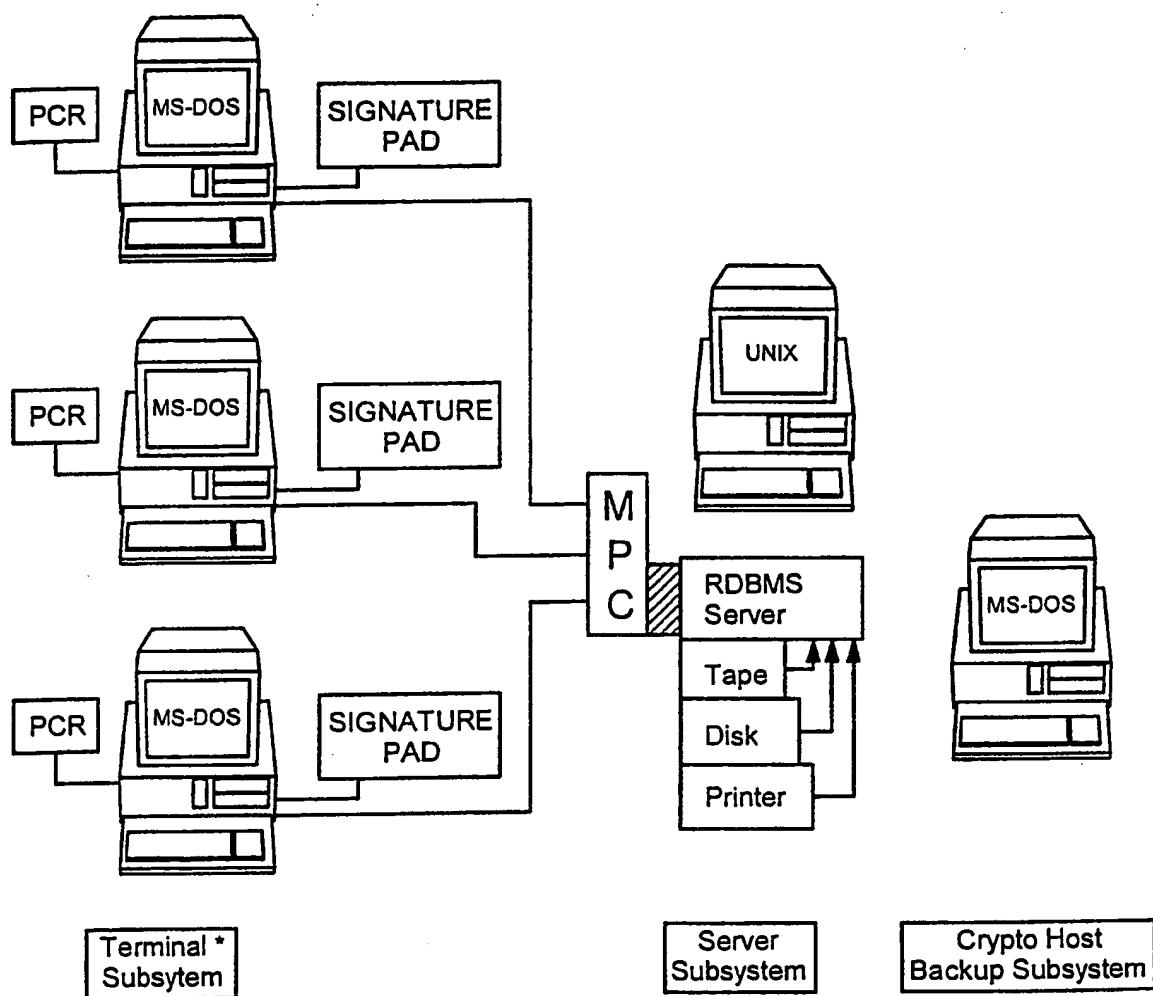 MS-DOS
PCR
SIGNATURE
PAD
MS-DOS
PCR
SIGNATURE
PAD
UNIX
M
P
C
RDBMS
Server
Tape
Disk
Printer
MS-DOS
MS-DOS
PCR
SIGNATURE
PAD
Terminal *
Subsytem
Server
Subsystem
Crypto Host
Backup Subsystem